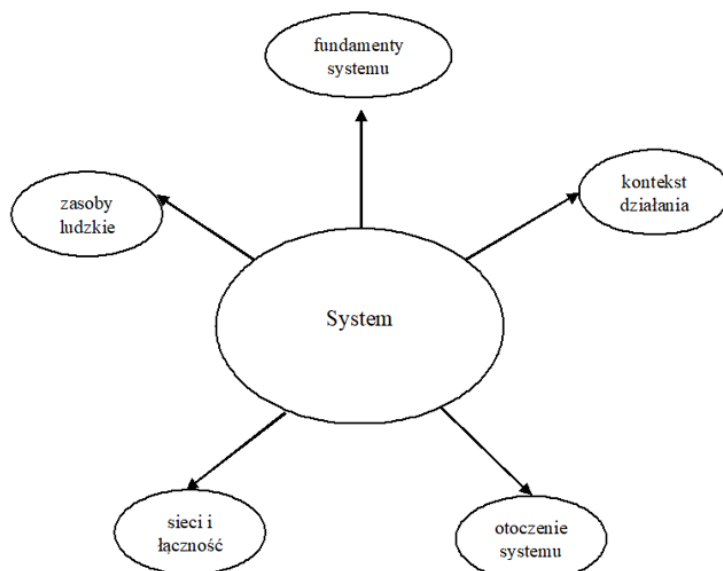 fundamenty
systemu
zasoby
ludzkie
kontekst
działania
System
sieci i
łączność
otoczenie
systemu